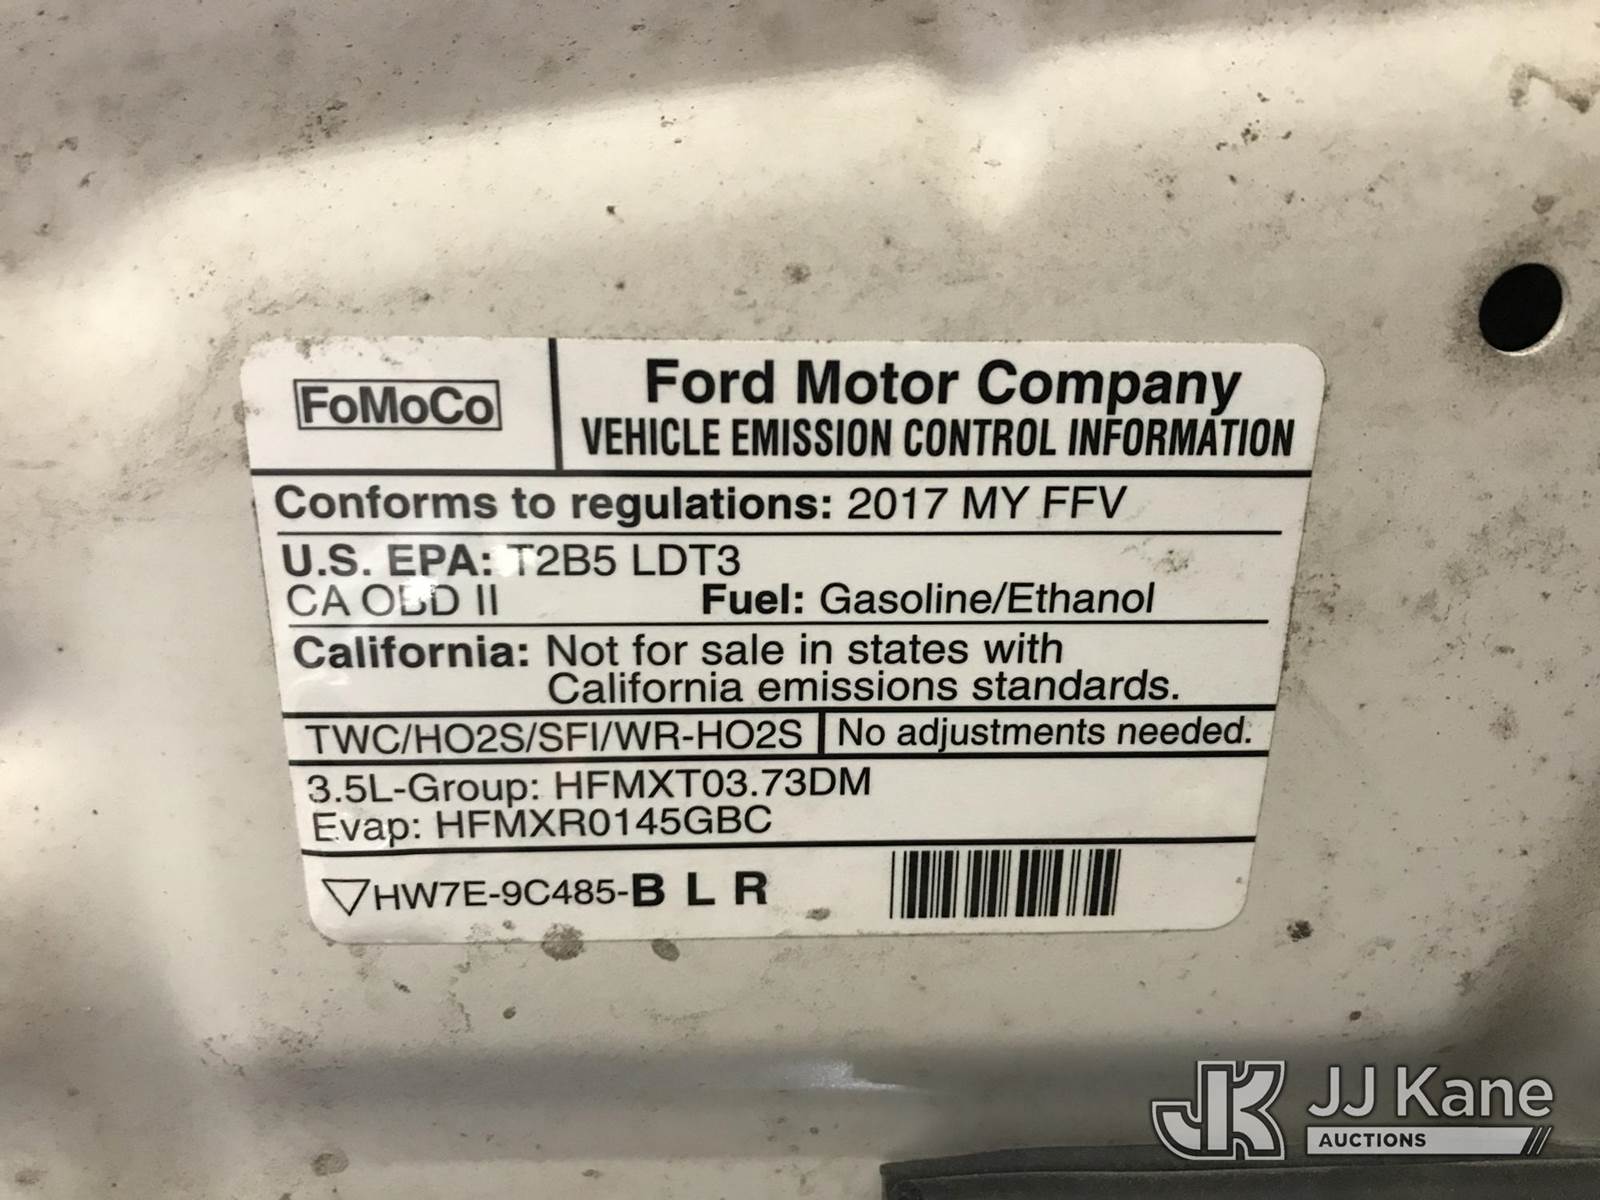 FoMoCo
Ford Motor Company
VEHICLE EMISSION CONTROL INFORMATION
Conforms to regulations: 2017 MY FFV
U.S. EPA: T2B5 LDT3
CA OBD II Fuel: Gasoline/Ethanol
California: Not for sale in states with
California emissions standards.
TWC/HO2S/SFI/WR-HO2S No adjustments needed.
3.5L-Group: HFMXT03.73DM
Evap: HFMXR0145GBC
HW7E-9C485-B L R
JK JJ Kane
AUCTIONS